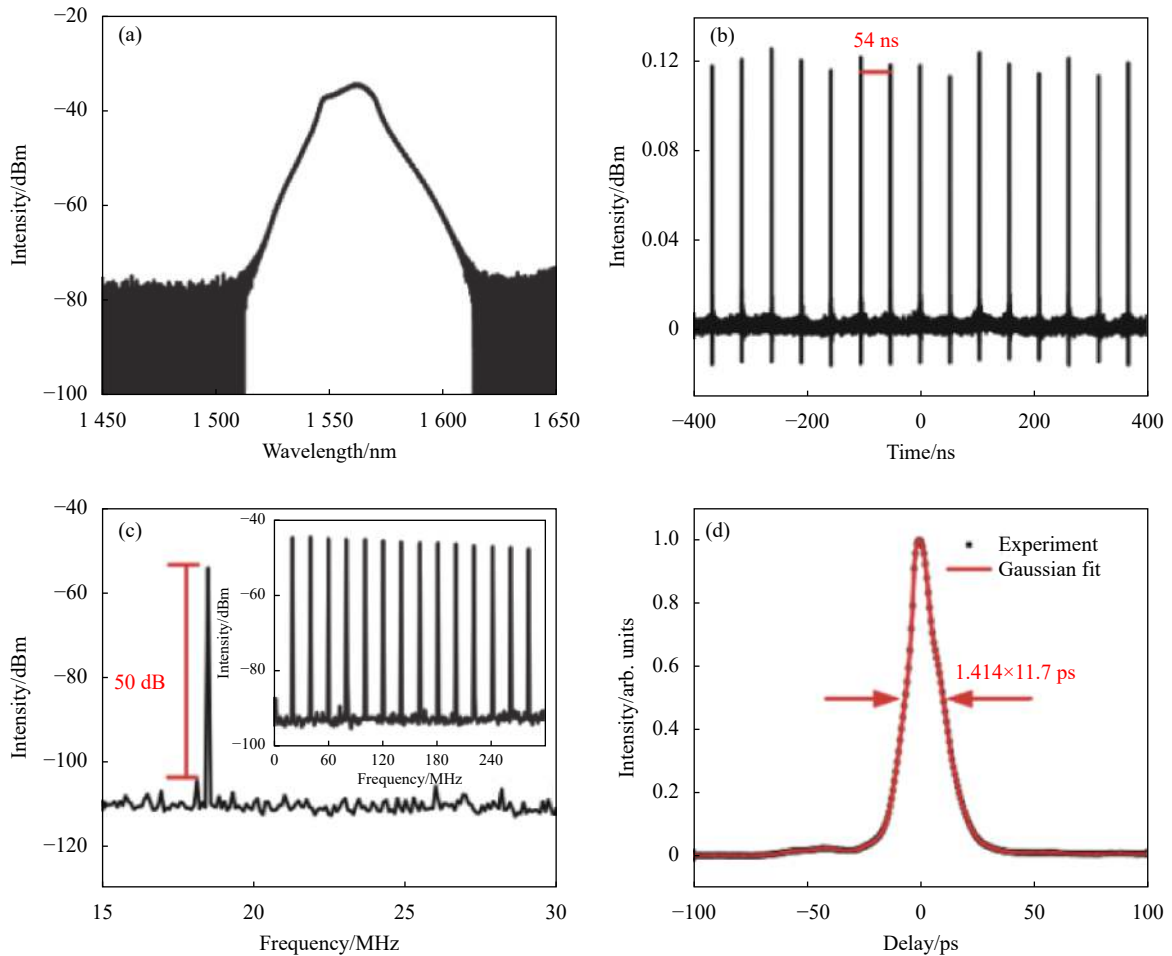 (a)
−20
−40
−60
−80
−100
Intensity/dBm
1 450
1 500
1 550
1 600
1 650
Wavelength/nm
(b)
54 ns
0.12
0.08
0.04
0
Intensity/dBm
−400
−200
0
200
400
Time/ns
(c)
−40
−60
−80
−100
−120
Intensity/dBm
50 dB
15
20
25
30
Frequency/MHz
−40
−60
−80
−100
Intensity/dBm
0
60
120
180
240
Frequency/MHz
(d)
Experiment
Gaussian fit
1.414×11.7 ps
1.0
0.8
0.6
0.4
0.2
0
Intensity/arb. units
−100
−50
0
50
100
Delay/ps